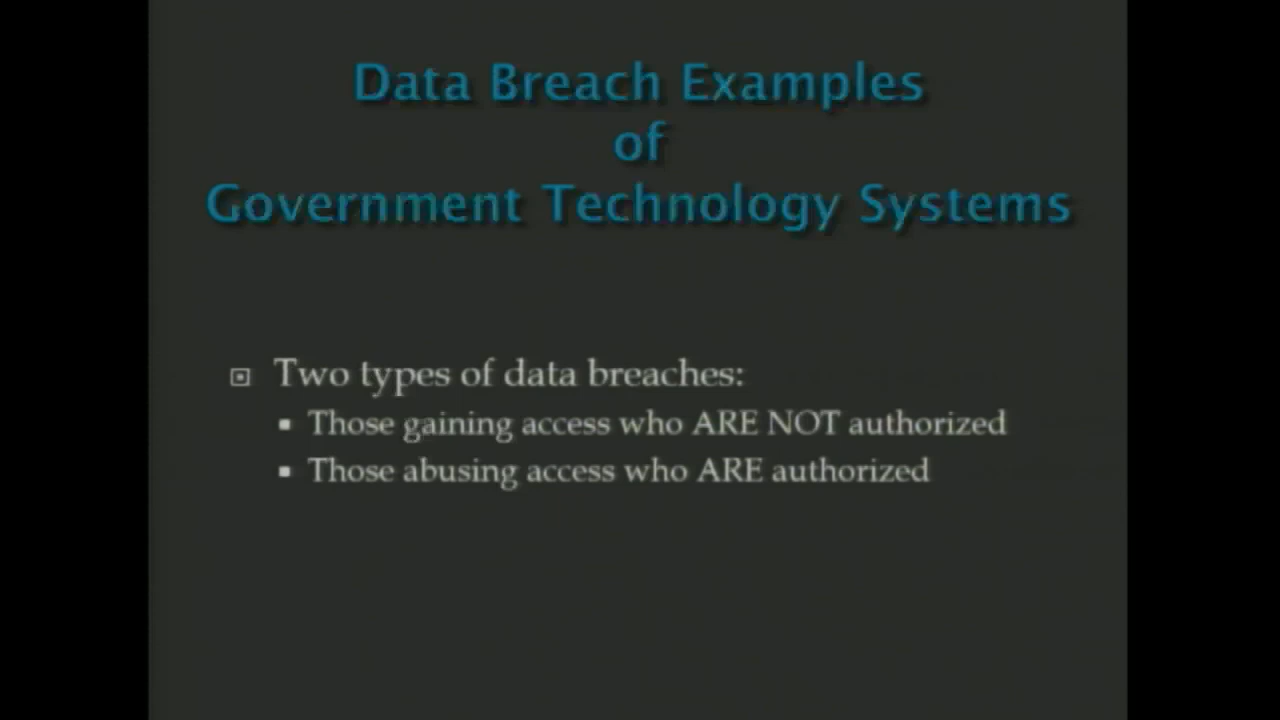 Data Breach Examples
of
Government Technology Systems
Two types of data breaches:
Those gaining access who ARE NOT authorized
Those abusing access who ARE authorized